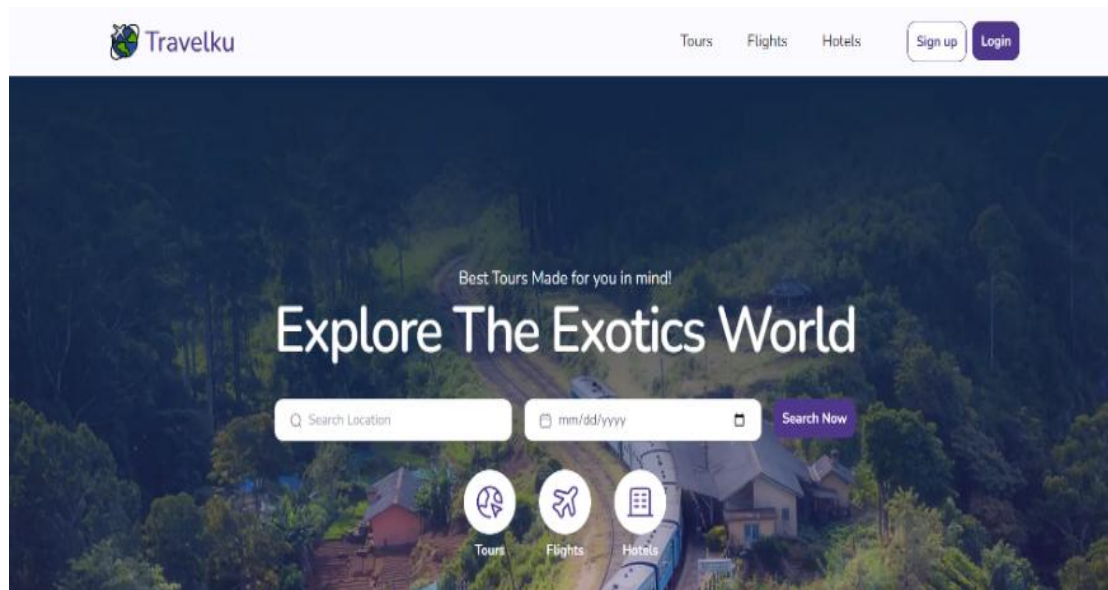 Travelku
Tours Flights Hotels Sign up Login
Best Tours Made for you in mind!
Explore The Exotics World
Search Location mm/dd/yyyy Search Now
Tours Flights Hotels